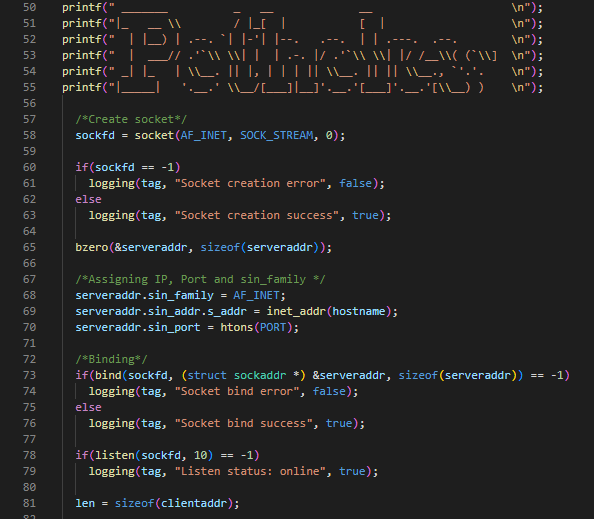 50 printf(" _______            _   __             __                     \n");
51 printf("|_   __ \\        / |_[  |           [  |                   \n");
52 printf("  | |__) | .--. `| |-'| |--.   .--.  | | .---.  .--.        \n");
53 printf("  |  ___// .'`\\ \\| |  | .-. |/ .'`\\ \\| |/ /__\\( (`\\]  \n");
54 printf(" _| |_   | \\__. || |, | | | || \\__. || || \\__., `'.'.    \n");
55 printf("|_____|   '.__.' \\__/[___]|__]'.__.'[___]'.__.'[\\__) )    \n");
56
57 /*Create socket*/
58 sockfd = socket(AF_INET, SOCK_STREAM, 0);
59
60 if(sockfd == -1)
61 logging(tag, "Socket creation error", false);
62 else
63 logging(tag, "Socket creation success", true);
64
65 bzero(&serveraddr, sizeof(serveraddr));
66
67 /*Assigning IP, Port and sin_family */
68 serveraddr.sin_family = AF_INET;
69 serveraddr.sin_addr.s_addr = inet_addr(hostname);
70 serveraddr.sin_port = htons(PORT);
71
72 /*Binding*/
73 if(bind(sockfd, (struct sockaddr *) &serveraddr, sizeof(serveraddr)) == -1)
74 logging(tag, "Socket bind error", false);
75 else
76 logging(tag, "Socket bind success", true);
77
78 if(listen(sockfd, 10) == -1)
79 logging(tag, "Listen status: online", true);
80
81 len = sizeof(clientaddr);